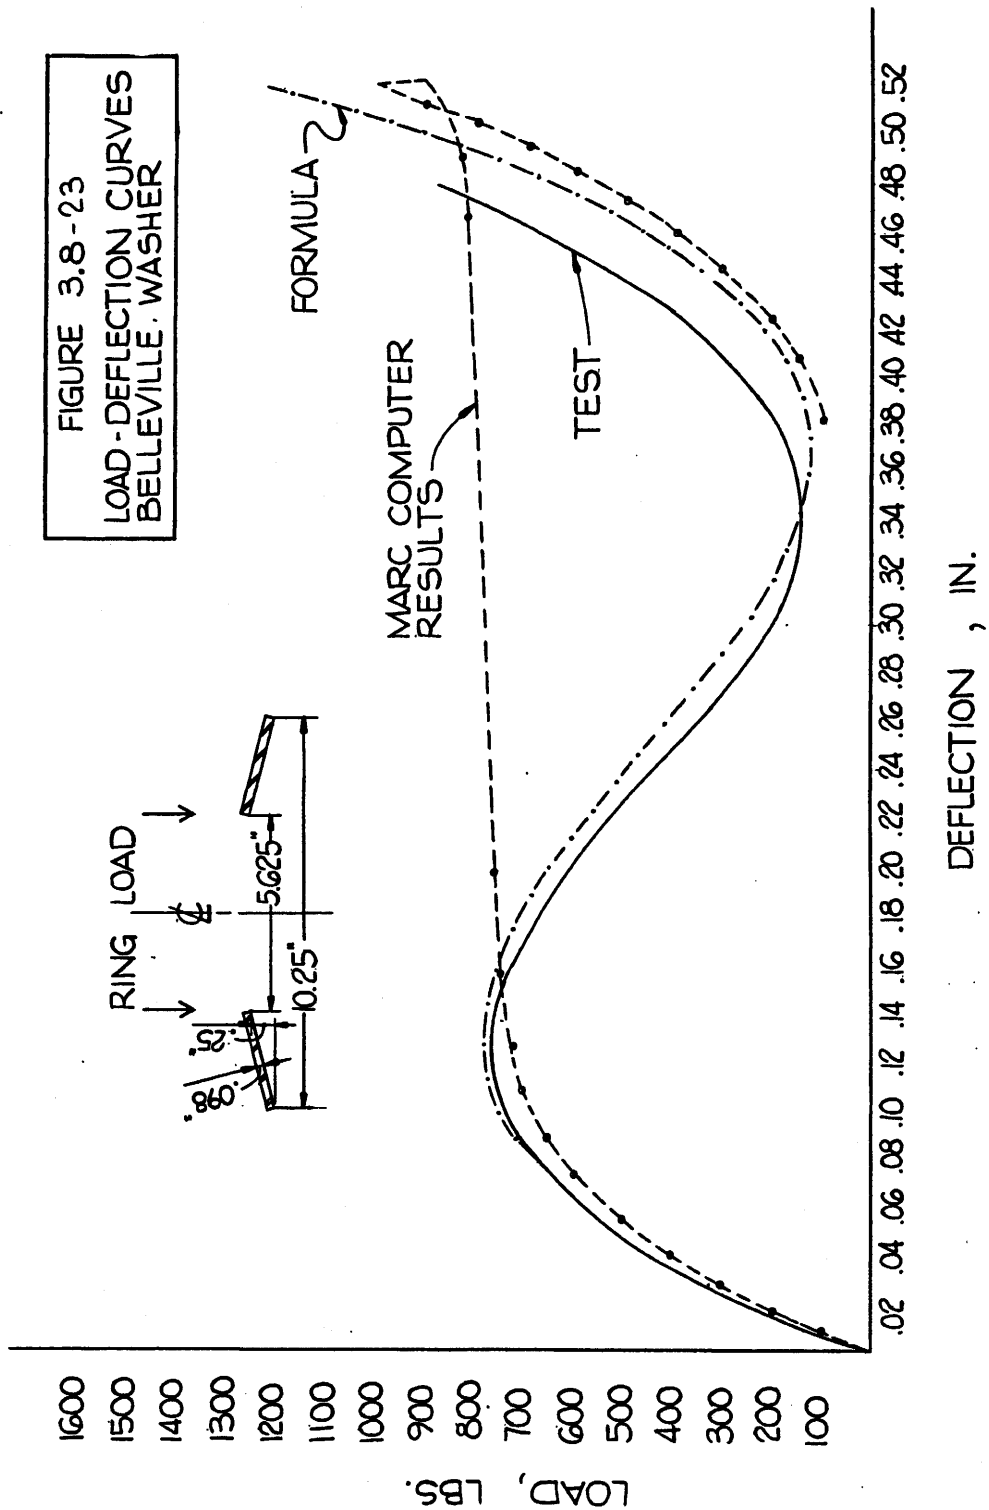 FIGURE 3.8-23
LOAD-DEFLECTION CURVES
BELLEVILLE WASHER
RING LOAD
℄
.25"
.098"
5.625"
10.25"
FORMULA
MARC COMPUTER
RESULTS
TEST
LOAD, LBS.
1600
1500
1400
1300
1200
1100
1000
900
800
700
600
500
400
300
200
100
.02 .04 .06 .08 .10 .12 .14 .16 .18 .20 .22 .24 .26 .28 .30 .32 .34 .36 .38 .40 .42 .44 .46 .48 .50 .52
DEFLECTION , IN.